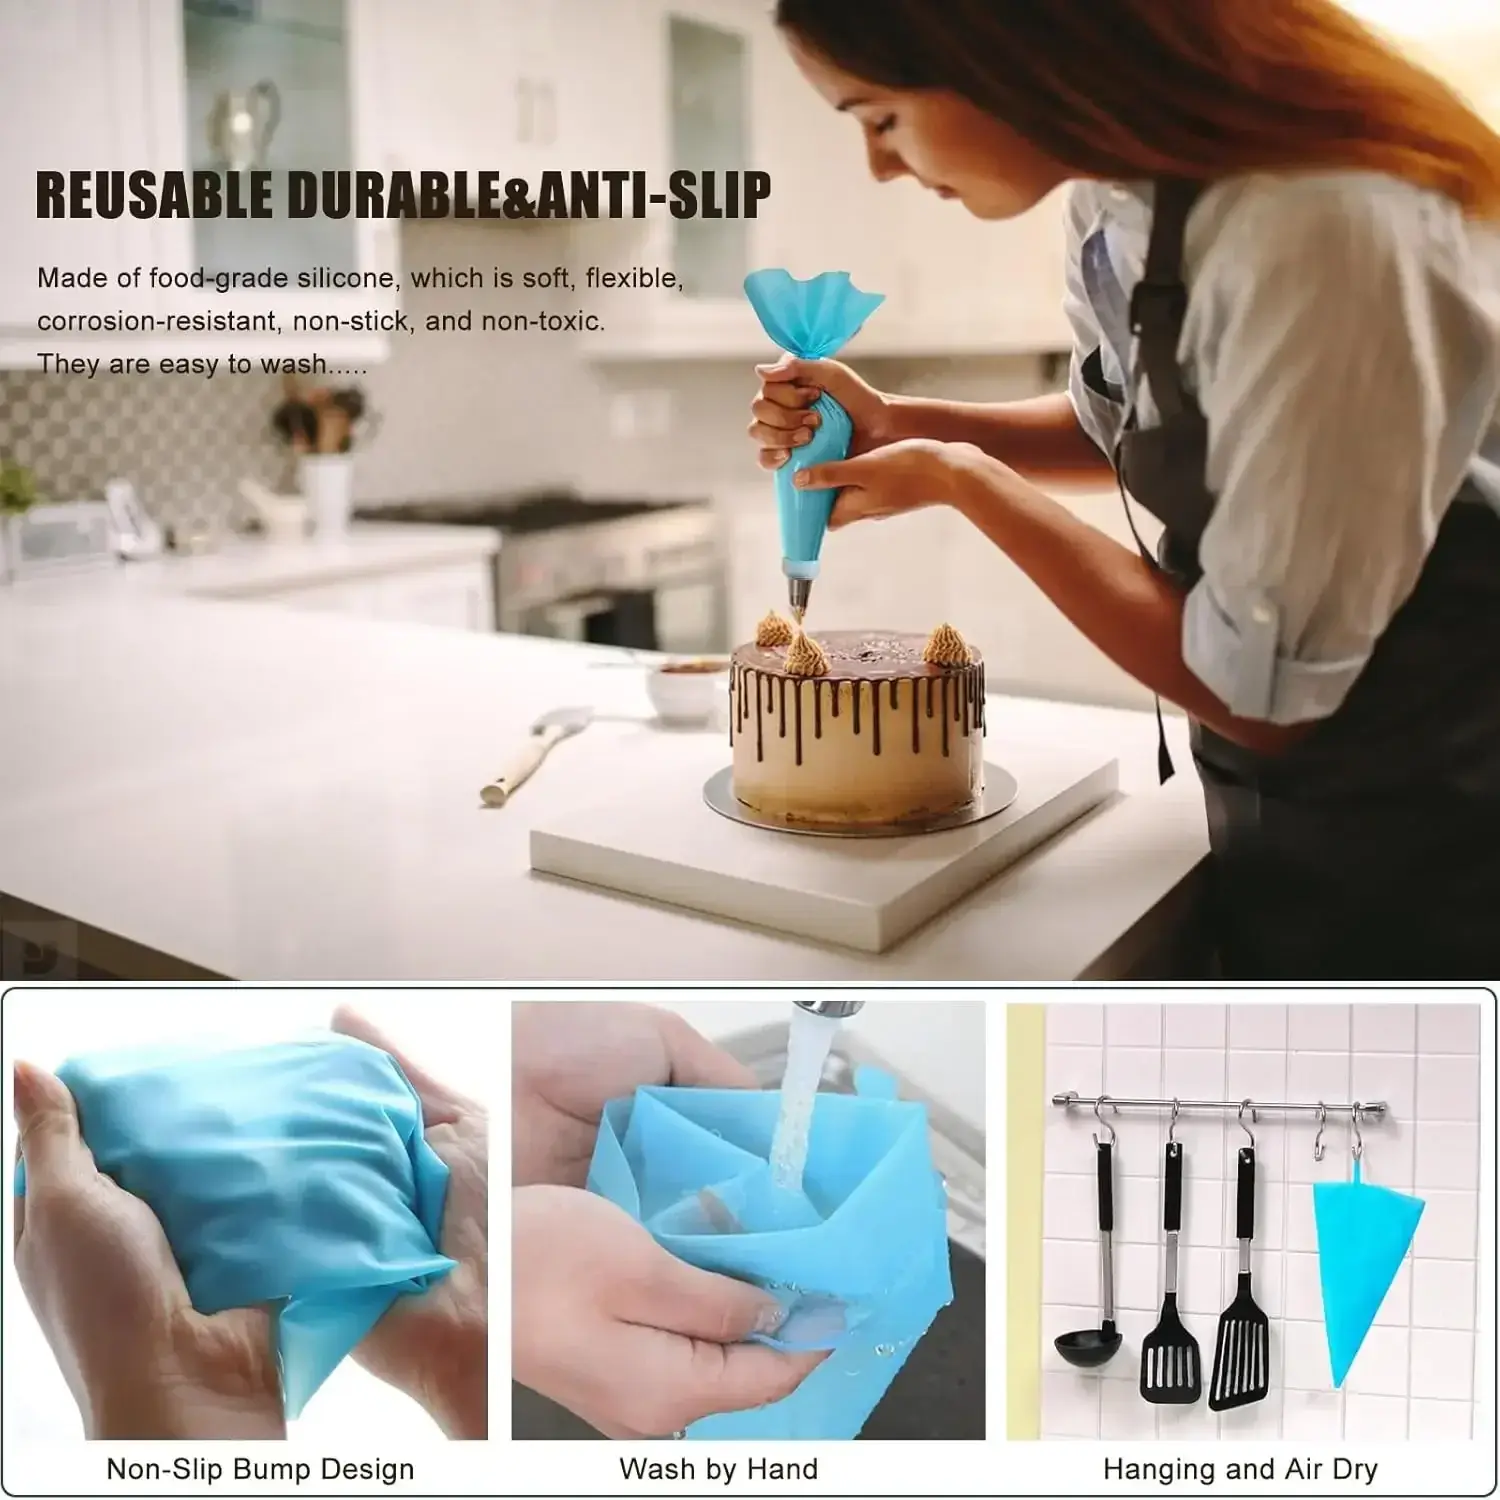 REUSABLE DURABLE&ANTI-SLIP
Made of food-grade silicone, which is soft, flexible,
corrosion-resistant, non-stick, and non-toxic.
They are easy to wash.....
Non-Slip Bump Design
Wash by Hand
Hanging and Air Dry